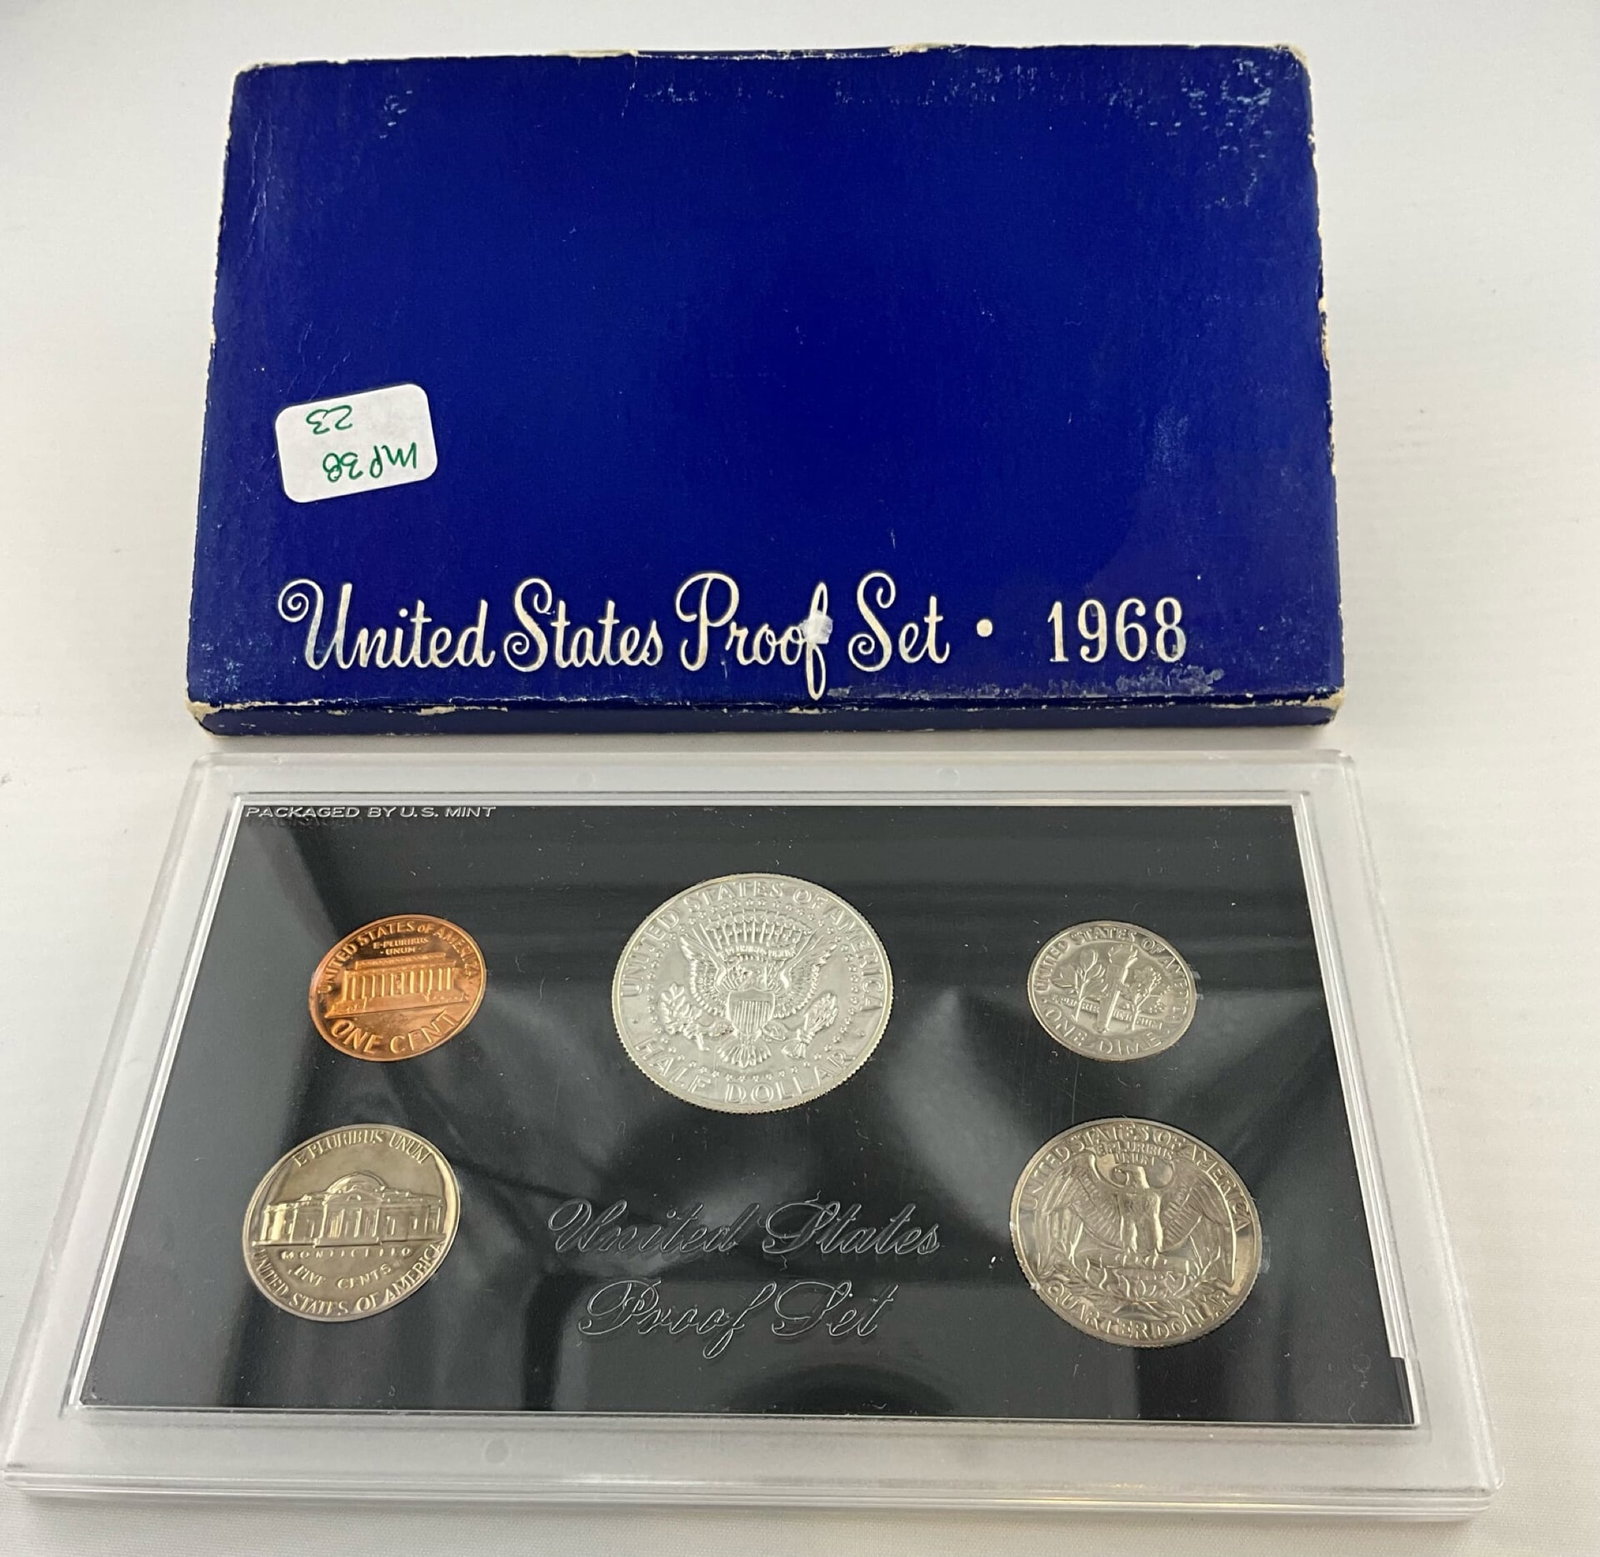 mp38
23
United States Proof Set • 1968
PACKAGED BY U.S. MINT
UNITED STATES OF AMERICA
E·PLURIBUS
·UNUM·
ONE CENT
UNITED STATES OF AMERICA
HALF DOLLAR
UNITED STATES OF AMERICA
ONE DIME
E PLURIBUS UNUM
MONTICELLO
FIVE CENTS
UNITED STATES OF AMERICA
UNITED STATES OF AMERICA
E PLURIBUS
UNUM
QUARTER DOLLAR
United States
Proof Set